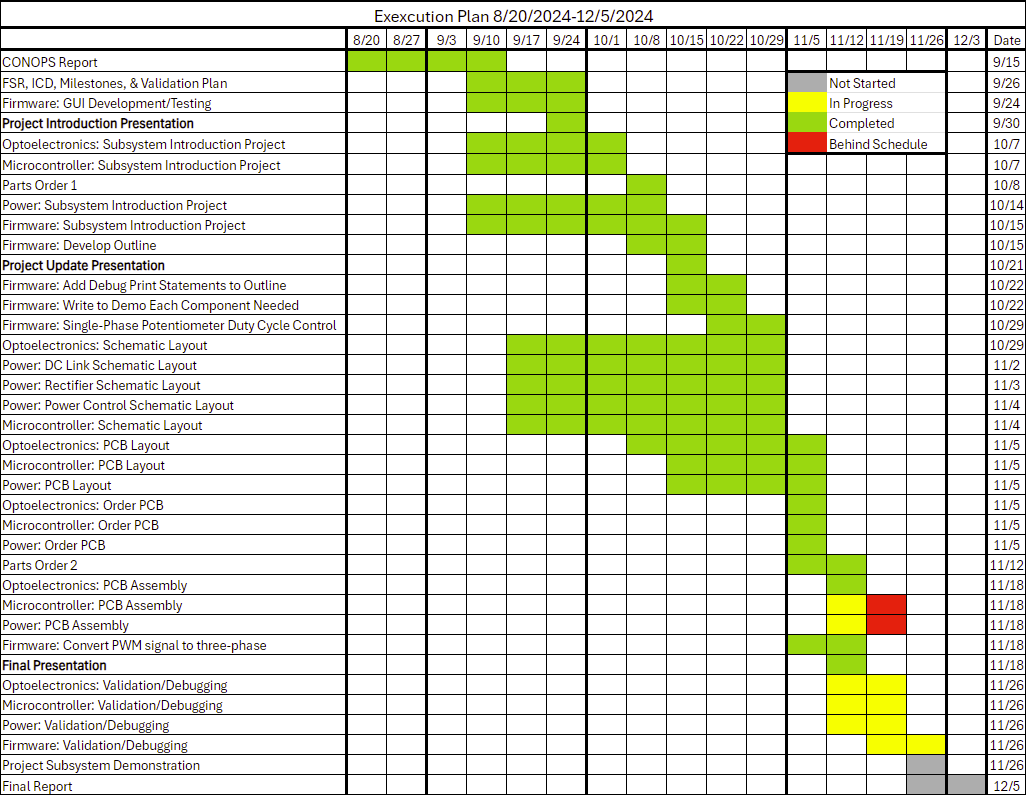 Exexcution Plan 8/20/2024-12/5/2024
8/20 8/27 9/3 9/10 9/17 9/24 10/1 10/8 10/15 10/22 10/29 11/5 11/12 11/19 11/26 12/3 Date
CONOPS Report 9/15
FSR, ICD, Milestones, & Validation Plan Not Started 9/26
Firmware: GUI Development/Testing In Progress 9/24
Project Introduction Presentation Completed 9/30
Optoelectronics: Subsystem Introduction Project Behind Schedule 10/7
Microcontroller: Subsystem Introduction Project 10/7
Parts Order 1 10/8
Power: Subsystem Introduction Project 10/14
Firmware: Subsystem Introduction Project 10/15
Firmware: Develop Outline 10/15
Project Update Presentation 10/21
Firmware: Add Debug Print Statements to Outline 10/22
Firmware: Write to Demo Each Component Needed 10/22
Firmware: Single-Phase Potentiometer Duty Cycle Control 10/29
Optoelectronics: Schematic Layout 10/29
Power: DC Link Schematic Layout 11/2
Power: Rectifier Schematic Layout 11/3
Power: Power Control Schematic Layout 11/4
Microcontroller: Schematic Layout 11/4
Optoelectronics: PCB Layout 11/5
Microcontroller: PCB Layout 11/5
Power: PCB Layout 11/5
Optoelectronics: Order PCB 11/5
Microcontroller: Order PCB 11/5
Power: Order PCB 11/5
Parts Order 2 11/12
Optoelectronics: PCB Assembly 11/18
Microcontroller: PCB Assembly 11/18
Power: PCB Assembly 11/18
Firmware: Convert PWM signal to three-phase 11/18
Final Presentation 11/18
Optoelectronics: Validation/Debugging 11/26
Microcontroller: Validation/Debugging 11/26
Power: Validation/Debugging 11/26
Firmware: Validation/Debugging 11/26
Project Subsystem Demonstration 11/26
Final Report 12/5